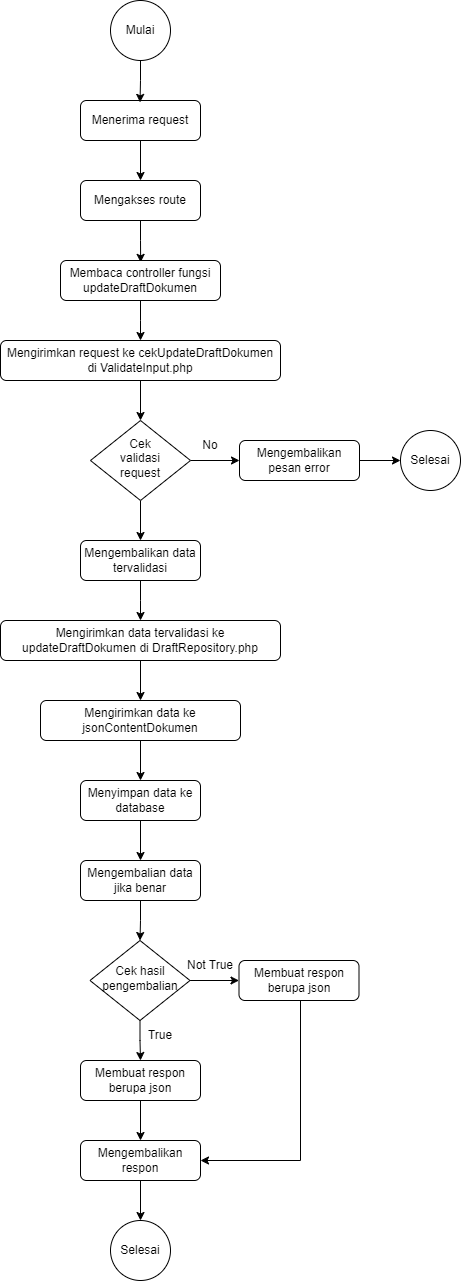 Mulai
Menerima request
Mengakses route
Membaca controller fungsi
updateDraftDokumen
Mengirimkan request ke cekUpdateDraftDokumen
di ValidateInput.php
Cek
validasi
request
No
Mengembalikan
pesan error
Selesai
Mengembalikan data
tervalidasi
Mengirimkan data tervalidasi ke
updateDraftDokumen di DraftRepository.php
Mengirimkan data ke
jsonContentDokumen
Menyimpan data ke
database
Mengembalian data
jika benar
Cek hasil
pengembalian
Not True
Membuat respon
berupa json
True
Membuat respon
berupa json
Mengembalikan
respon
Selesai